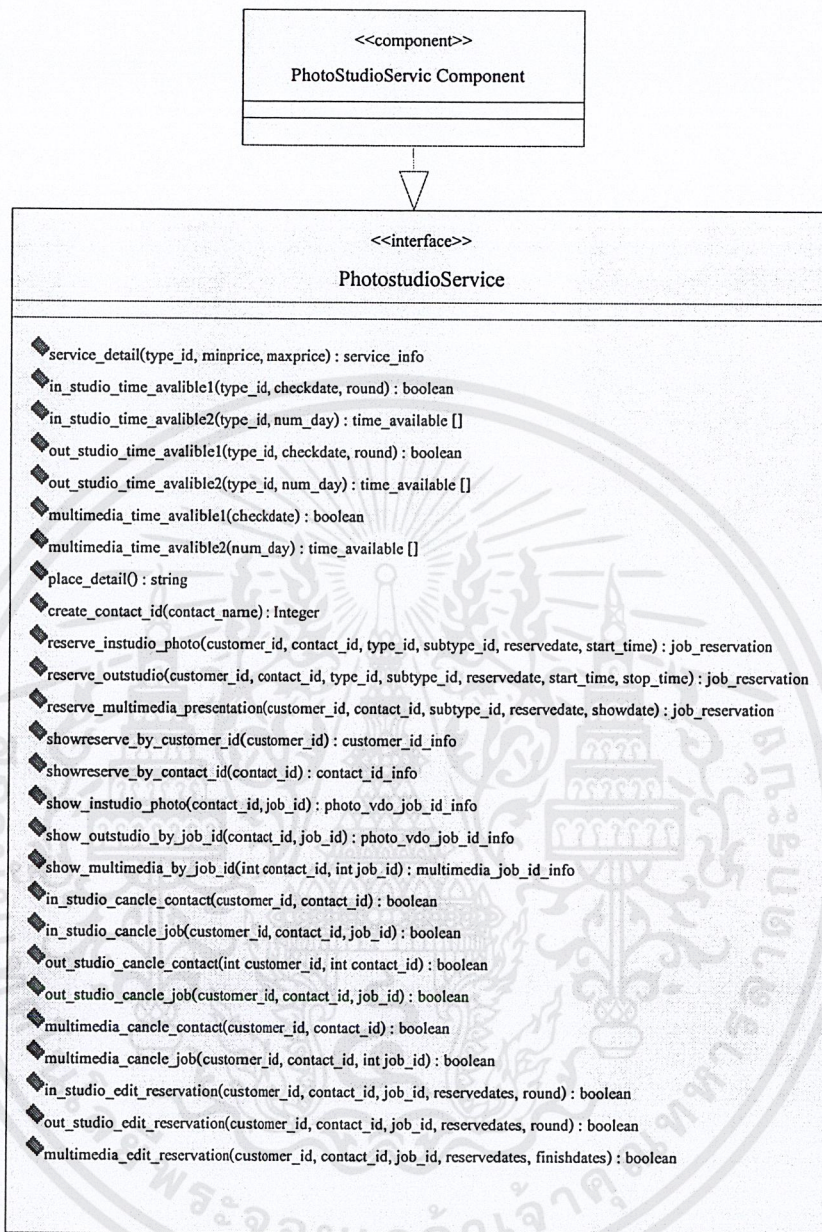 <<component>>
PhotoStudioServic Component
<<interface>>
PhotostudioService
service_detail(type_id, minprice, maxprice) : service_info
in_studio_time_avalible1(type_id, checkdate, round) : boolean
in_studio_time_avalible2(type_id, num_day) : time_available []
out_studio_time_avalible1(type_id, checkdate, round) : boolean
out_studio_time_avalible2(type_id, num_day) : time_available []
multimedia_time_avalible1(checkdate) : boolean
multimedia_time_avalible2(num_day) : time_available []
place_detail() : string
create_contact_id(contact_name) : Integer
reserve_instudio_photo(customer_id, contact_id, type_id, subtype_id, reservedate, start_time) : job_reservation
reserve_outstudio(customer_id, contact_id, type_id, subtype_id, reservedate, start_time, stop_time) : job_reservation
reserve_multimedia_presentation(customer_id, contact_id, subtype_id, reservedate, showdate) : job_reservation
showreserve_by_customer_id(customer_id) : customer_id_info
showreserve_by_contact_id(contact_id) : contact_id_info
show_instudio_photo(contact_id, job_id) : photo_vdo_job_id_info
show_outstudio_by_job_id(contact_id, job_id) : photo_vdo_job_id_info
show_multimedia_by_job_id(int contact_id, int job_id) : multimedia_job_id_info
in_studio_cancle_contact(customer_id, contact_id) : boolean
in_studio_cancle_job(customer_id, contact_id, job_id) : boolean
out_studio_cancle_contact(int customer_id, int contact_id) : boolean
out_studio_cancle_job(customer_id, contact_id, job_id) : boolean
multimedia_cancle_contact(customer_id, contact_id) : boolean
multimedia_cancle_job(customer_id, contact_id, int job_id) : boolean
in_studio_edit_reservation(customer_id, contact_id, job_id, reservedates, round) : boolean
out_studio_edit_reservation(customer_id, contact_id, job_id, reservedates, round) : boolean
multimedia_edit_reservation(customer_id, contact_id, job_id, reservedates, finishdates) : boolean